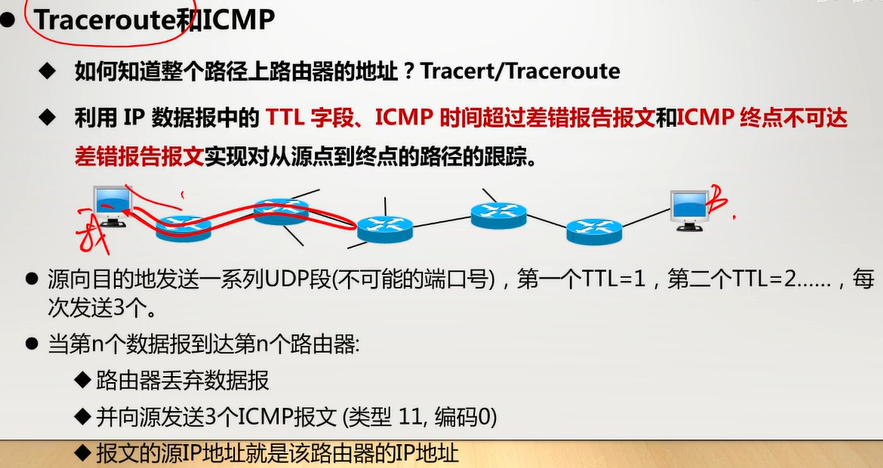 ● Traceroute和ICMP
◆ 如何知道整个路径上路由器的地址？Tracert/Traceroute
◆ 利用 IP 数据报中的 TTL 字段、ICMP 时间超过差错报告报文和ICMP 终点不可达
差错报告报文实现对从源点到终点的路径的跟踪。
B
● 源向目的地发送一系列UDP段(不可能的端口号)，第一个TTL=1，第二个TTL=2……，每
次发送3个。
● 当第n个数据报到达第n个路由器:
◆ 路由器丢弃数据报
◆ 并向源发送3个ICMP报文 (类型 11, 编码0)
◆ 报文的源IP地址就是该路由器的IP地址